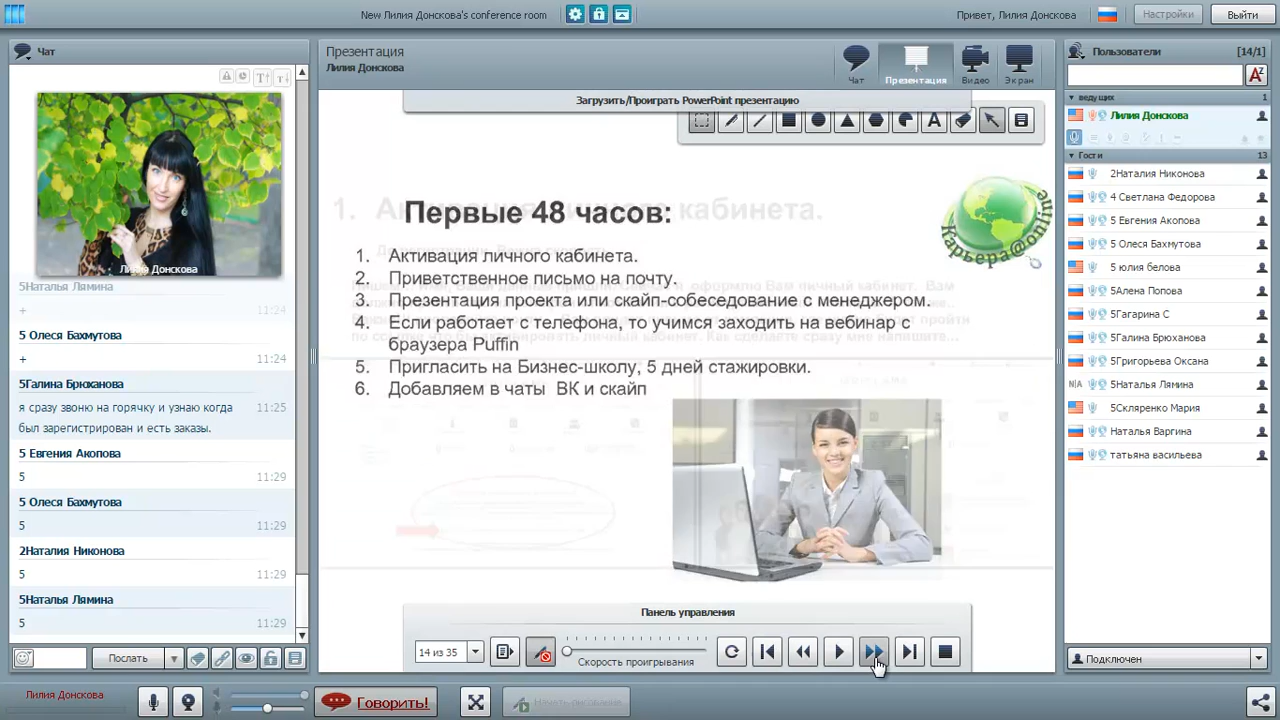 New Лилия Донскова's conference room
Привет, Лилия Донскова
Настройки
Выйти
Чат
Лилия Донскова
5Наталья Лямина
+ 11:24
5 Олеся Бахмутова
+ 11:24
5Галина Брюханова
я сразу звоню на горячку и узнаю когда 11:25
был зарегистрирован и есть заказы.
5 Евгения Акопова
5 11:29
5 Олеся Бахмутова
5 11:29
2Наталия Никонова
5 11:29
5Наталья Лямина
5 11:29
Послать
Презентация
Лилия Донскова
Чат
Презентация
Видео
Экран
Загрузить/Проиграть PowerPoint презентацию
Первые 48 часов:
Карьера@online
1. Активация личного кабинета.
2. Приветственное письмо на почту.
3. Презентация проекта или скайп-собеседование с менеджером.
4. Если работает с телефона, то учимся заходить на вебинар с
браузера Puffin
5. Пригласить на Бизнес-школу, 5 дней стажировки.
6. Добавляем в чаты ВК и скайп
Панель управления
14 из 35
Скорость проигрывания
Пользователи
[14/1]
ведущих 1
Лилия Донскова
Гости 13
2Наталия Никонова
4 Светлана Федорова
5 Евгения Акопова
5 Олеся Бахмутова
5 юлия белова
5Алена Попова
5Гагарина С
5Галина Брюханова
5Григорьева Оксана
N/A 5Наталья Лямина
5Скляренко Мария
Наталья Варгина
татьяна васильева
Подключен
Лилия Донскова
Говорить!